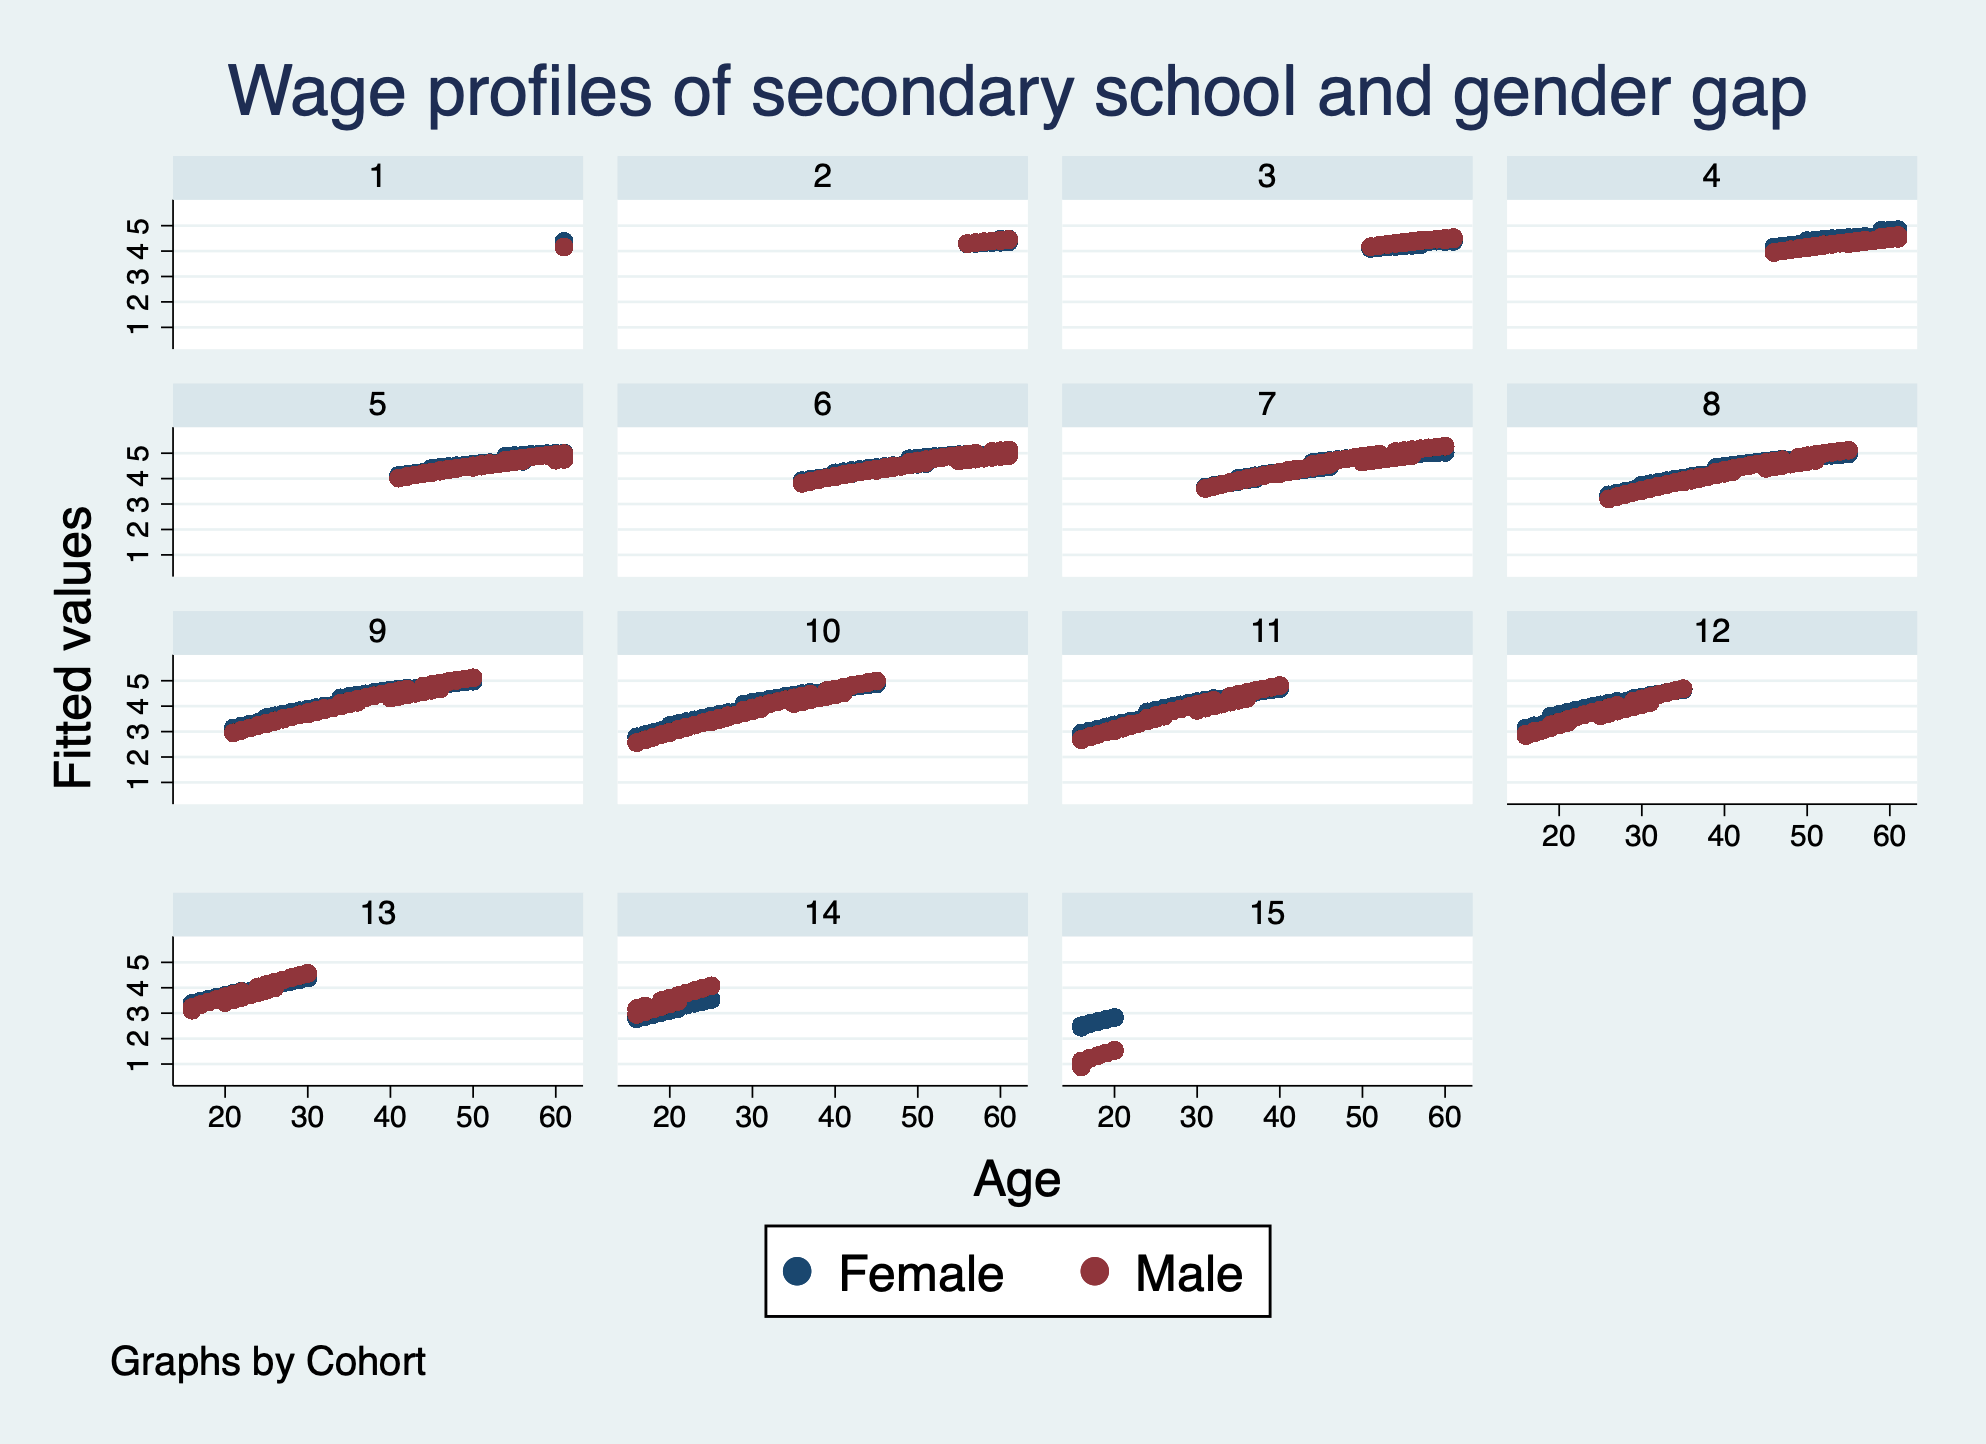 Wage profiles of secondary school and gender gap
1 2 3 4
5
4
3
2
1
5 6 7 8
5
4
3
2
1
9 10 11 12
5
4
3
2
1
20 30 40 50 60
13 14 15
5
4
3
2
1
20 30 40 50 60 20 30 40 50 60 20 30 40 50 60
Fitted values
Age
Female Male
Graphs by Cohort